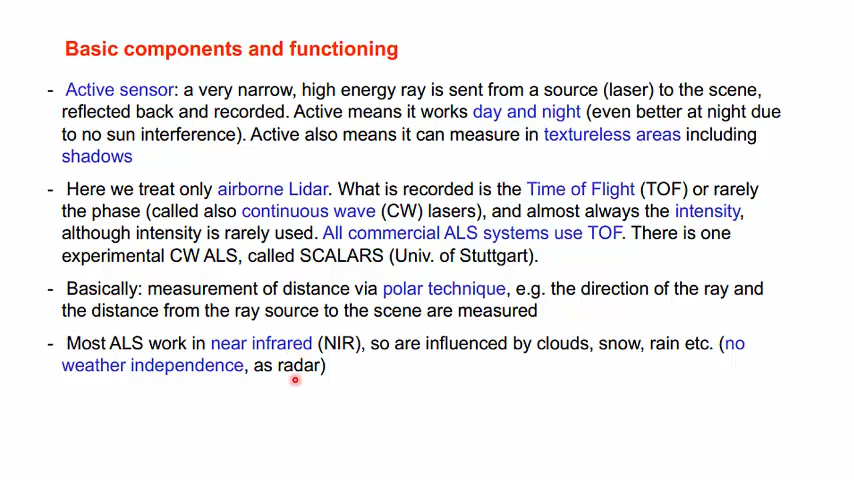 Basic components and functioning
- Active sensor: a very narrow, high energy ray is sent from a source (laser) to the scene,
reflected back and recorded. Active means it works day and night (even better at night due
to no sun interference). Active also means it can measure in textureless areas including
shadows
- Here we treat only airborne Lidar. What is recorded is the Time of Flight (TOF) or rarely
the phase (called also continuous wave (CW) lasers), and almost always the intensity,
although intensity is rarely used. All commercial ALS systems use TOF. There is one
experimental CW ALS, called SCALARS (Univ. of Stuttgart).
- Basically: measurement of distance via polar technique, e.g. the direction of the ray and
the distance from the ray source to the scene are measured
- Most ALS work in near infrared (NIR), so are influenced by clouds, snow, rain etc. (no
weather independence, as radar)